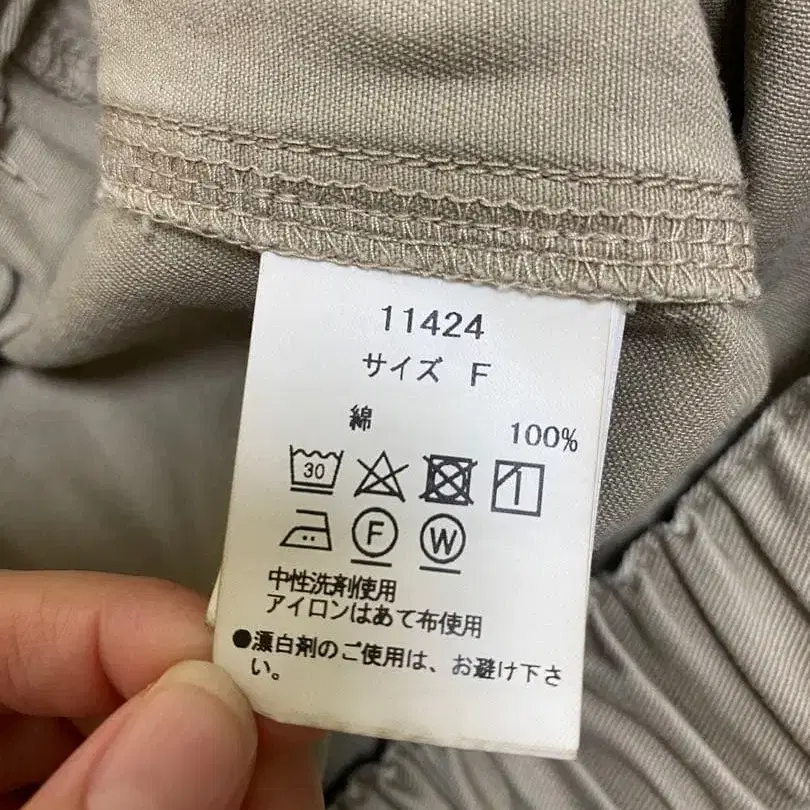 11424
サイズ F
綿 100%
30
F W
中性洗剤使用
アイロンはあて布使用
●漂白剤のご使用は、お避け下さ
い。